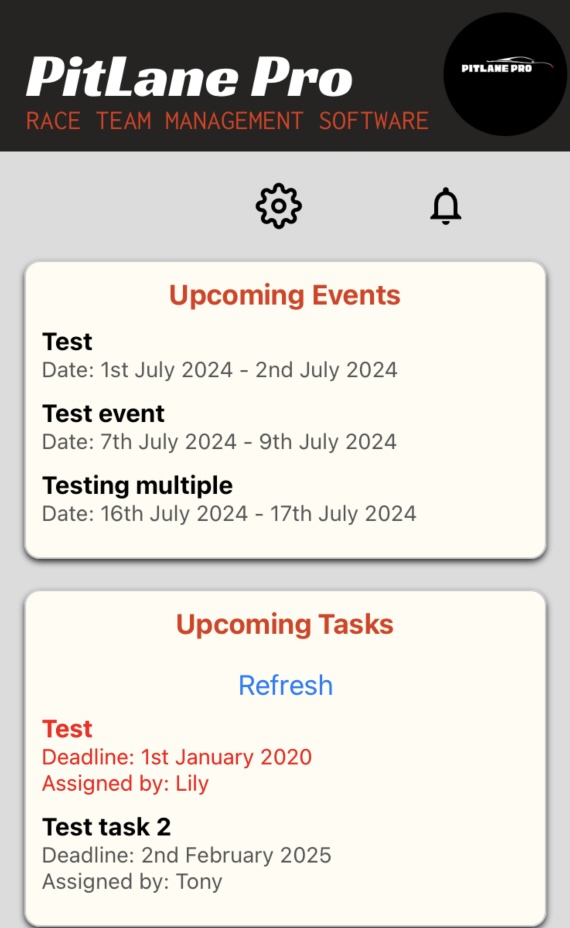 PitLane Pro
RACE TEAM MANAGEMENT SOFTWARE
PITLANE PRO
Upcoming Events
Test
Date: 1st July 2024 - 2nd July 2024
Test event
Date: 7th July 2024 - 9th July 2024
Testing multiple
Date: 16th July 2024 - 17th July 2024
Upcoming Tasks
Refresh
Test
Deadline: 1st January 2020
Assigned by: Lily
Test task 2
Deadline: 2nd February 2025
Assigned by: Tony